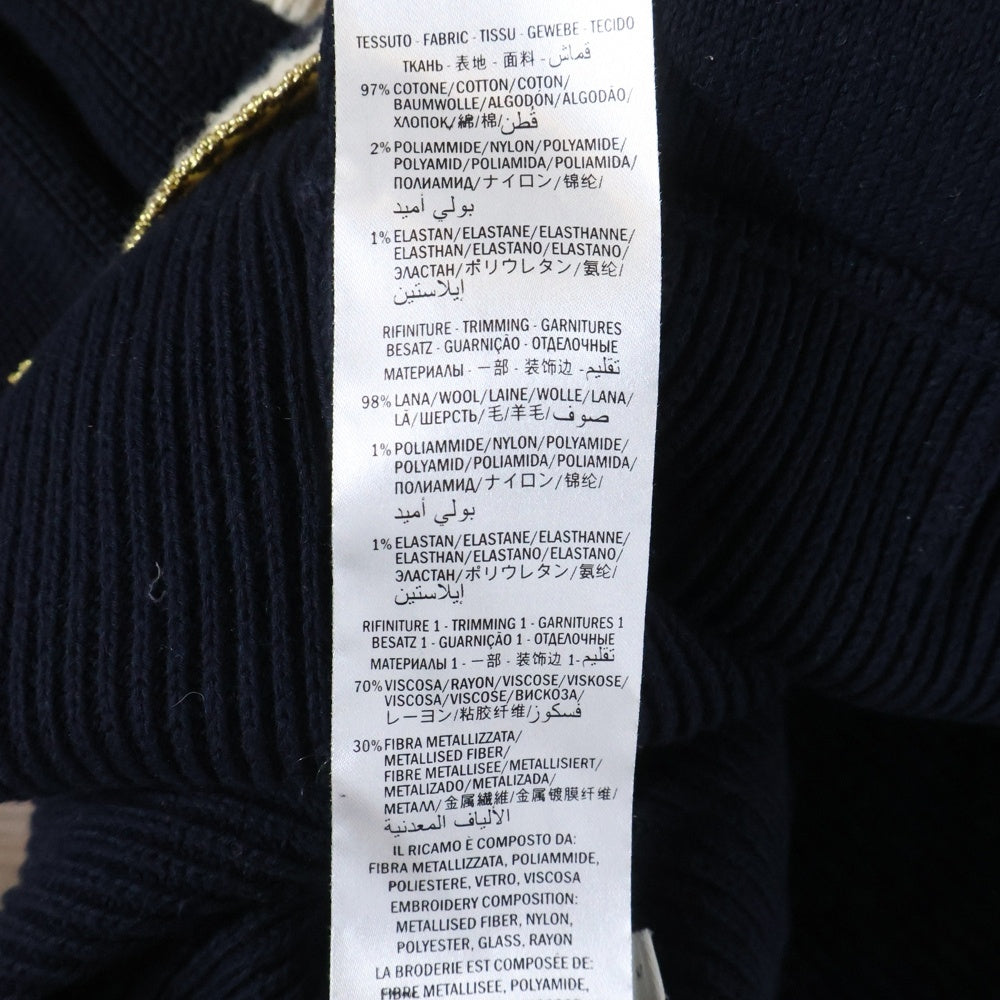 TESSUTO - FABRIC - TISSU - GEWEBE - TECIDO
ТКАНЬ - 表地 - 面料 - قماش
97% COTONE/COTTON/COTON/
BAUMWOLLE/ALGODÓN/ALGODÃO/
ХЛОПОК/綿/棉/قُطن
2% POLIAMMIDE/NYLON/POLYAMIDE/
POLYAMID/POLIAMIDA/POLIAMIDA/
ПОЛИАМИД/ナイロン/锦纶/
بولي أميد
1% ELASTAN/ELASTANE/ELASTHANNE/
ELASTHAN/ELASTANO/ELASTANO/
ЭЛАСТАН/ポリウレタン/氨纶/
إيلاستين
RIFINITURE - TRIMMING - GARNITURES
BESATZ - GUARNIÇÃO - ОТДЕЛОЧНЫЕ
МАТЕРИАЛЫ - 一部 - 装饰边 - تقليم
98% LANA/WOOL/LAINE/WOLLE/LANA/
LÃ/ШЕРСТЬ/毛/羊毛/صوف
1% POLIAMMIDE/NYLON/POLYAMIDE/
POLYAMID/POLIAMIDA/POLIAMIDA/
ПОЛИАМИД/ナイロン/锦纶/
بولي أميد
1% ELASTAN/ELASTANE/ELASTHANNE/
ELASTHAN/ELASTANO/ELASTANO/
ЭЛАСТАН/ポリウレタン/氨纶/
إيلاستين
RIFINITURE 1 - TRIMMING 1 - GARNITURES 1
BESATZ 1 - GUARNIÇÃO 1 - ОТДЕЛОЧНЫЕ
МАТЕРИАЛЫ 1 - 一部 - 装饰边 1-تقليم
70% VISCOSA/RAYON/VISCOSE/VISKOSE/
VISCOSA/VISCOSE/ВИСКОЗА/
レーヨン/粘胶纤维/فسكوز
30% FIBRA METALLIZZATA/
METALLISED FIBER/
FIBRE METALLISEE/METALLISIERT/
METALIZADO/METALIZADA/
МЕТАЛЛ/金属繊維/金属镀膜纤维/
الألياف المعدنية
IL RICAMO È COMPOSTO DA:
FIBRA METALLIZZATA, POLIAMMIDE,
POLIESTERE, VETRO, VISCOSA
EMBROIDERY COMPOSITION:
METALLISED FIBER, NYLON,
POLYESTER, GLASS, RAYON
LA BRODERIE EST COMPOSÉE DE:
FIBRE METALLISEE, POLYAMIDE,